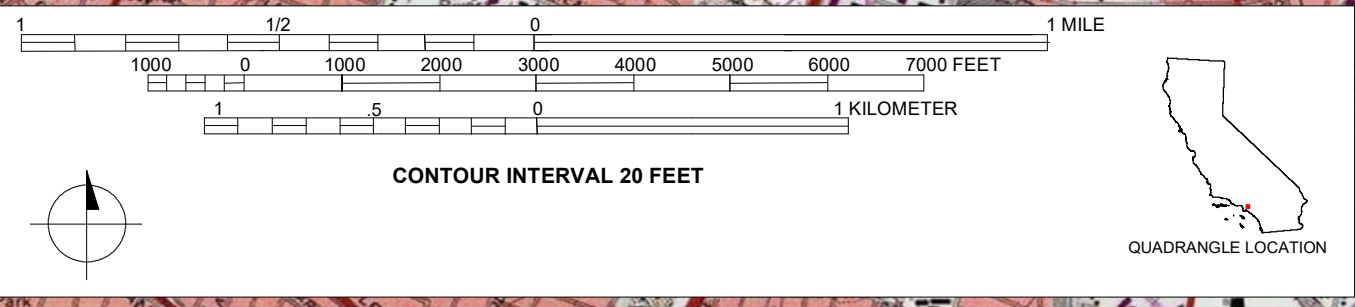 1 1/2 0 1 MILE
1000 0 1000 2000 3000 4000 5000 6000 7000 FEET
1 .5 0 1 KILOMETER
CONTOUR INTERVAL 20 FEET
QUADRANGLE LOCATION